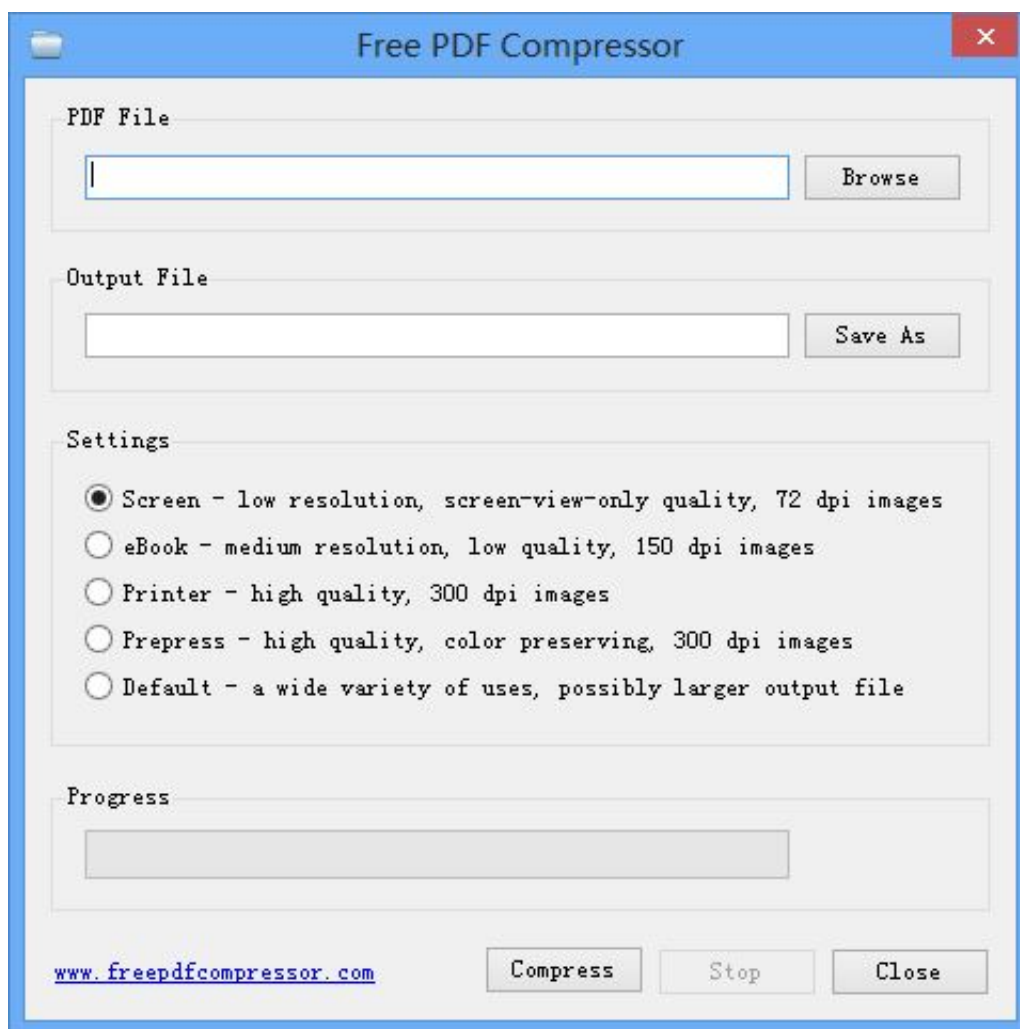 Free PDF Compressor
PDF File
Browse
Output File
Save As
Settings
Screen - low resolution, screen-view-only quality, 72 dpi images
eBook - medium resolution, low quality, 150 dpi images
Printer - high quality, 300 dpi images
Prepress - high quality, color preserving, 300 dpi images
Default - a wide variety of uses, possibly larger output file
Progress
www.freepdfcompressor.com Compress Stop Close